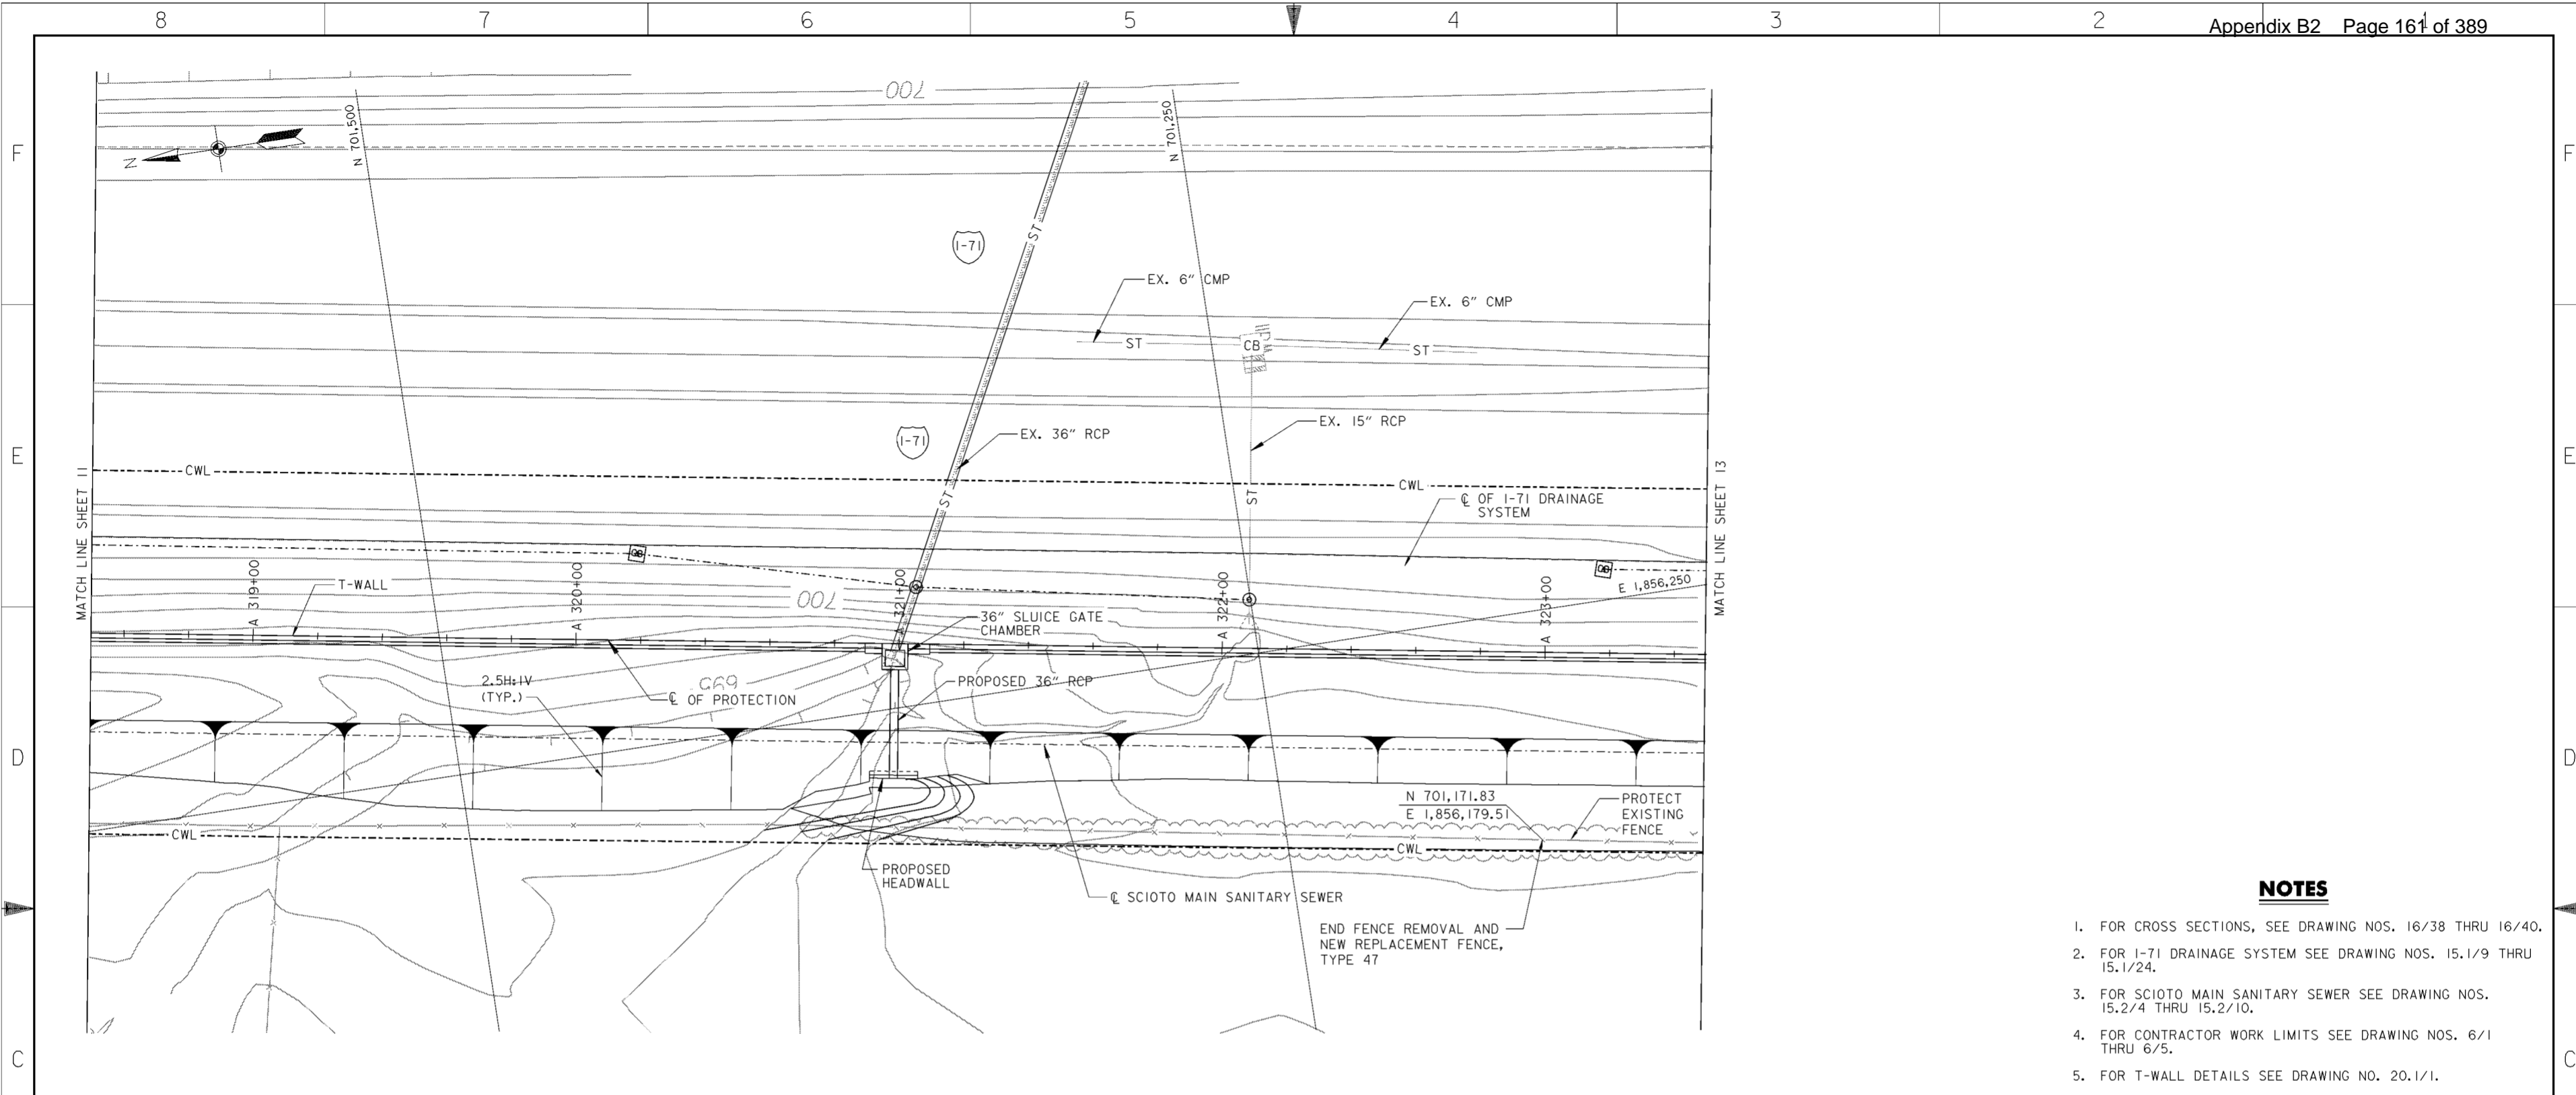 8 7 6 5 4 3 2 1
Appendix B2 Page 161 of 389
F
F
E
E
D
D
C
C
700
N 701,500
N 701,250
N
I-71
ST
EX. 6" CMP
EX. 6" CMP
ST
CB
ST
EX. 15" RCP
I-71
EX. 36" RCP
CWL
ST
ST
CWL
MATCH LINE SHEET 11
MATCH LINE SHEET 13
℄ OF I-71 DRAINAGE
SYSTEM
CB
CB
E 1,856,250
T-WALL
A 319+00
A 320+00
A 321+00
A 322+00
A 323+00
700
36" SLUICE GATE
CHAMBER
2.5H:1V
(TYP.)
695
℄ OF PROTECTION
PROPOSED 36" RCP
N 701,171.83
E 1,856,179.51
PROTECT
EXISTING
FENCE
CWL
CWL
PROPOSED
HEADWALL
℄ SCIOTO MAIN SANITARY SEWER
END FENCE REMOVAL AND
NEW REPLACEMENT FENCE,
TYPE 47
NOTES
1. FOR CROSS SECTIONS, SEE DRAWING NOS. 16/38 THRU 16/40.
2. FOR I-71 DRAINAGE SYSTEM SEE DRAWING NOS. 15.1/9 THRU
15.1/24.
3. FOR SCIOTO MAIN SANITARY SEWER SEE DRAWING NOS.
15.2/4 THRU 15.2/10.
4. FOR CONTRACTOR WORK LIMITS SEE DRAWING NOS. 6/1
THRU 6/5.
5. FOR T-WALL DETAILS SEE DRAWING NO. 20.1/1.